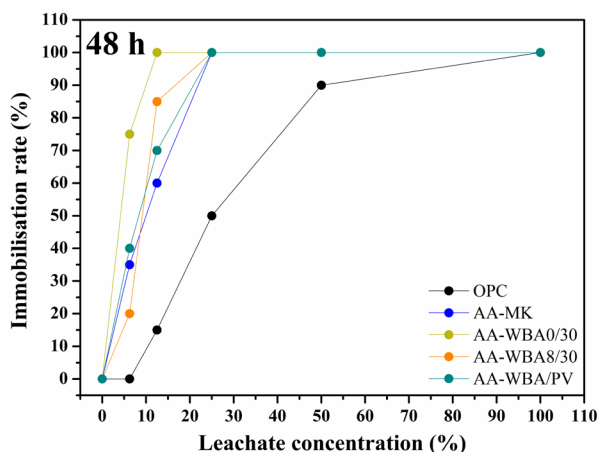 48 h
Immobilisation rate (%)
110
100
90
80
70
60
50
40
30
20
10
0
OPC
AA-MK
AA-WBA0/30
AA-WBA8/30
AA-WBA/PV
0 10 20 30 40 50 60 70 80 90 100 110
Leachate concentration (%)